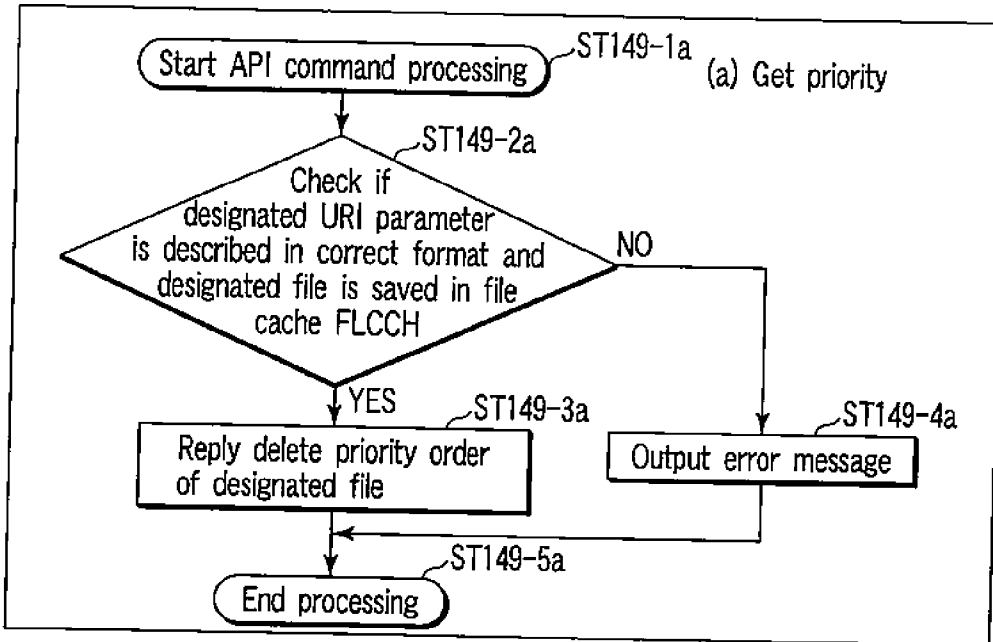 Start API command processing
ST149-1a
(a) Get priority
ST149-2a
Check if
designated URI parameter
is described in correct format and
designated file is saved in file
cache FLCCH
NO
YES
ST149-3a
Reply delete priority order
of designated file
ST149-4a
Output error message
ST149-5a
End processing